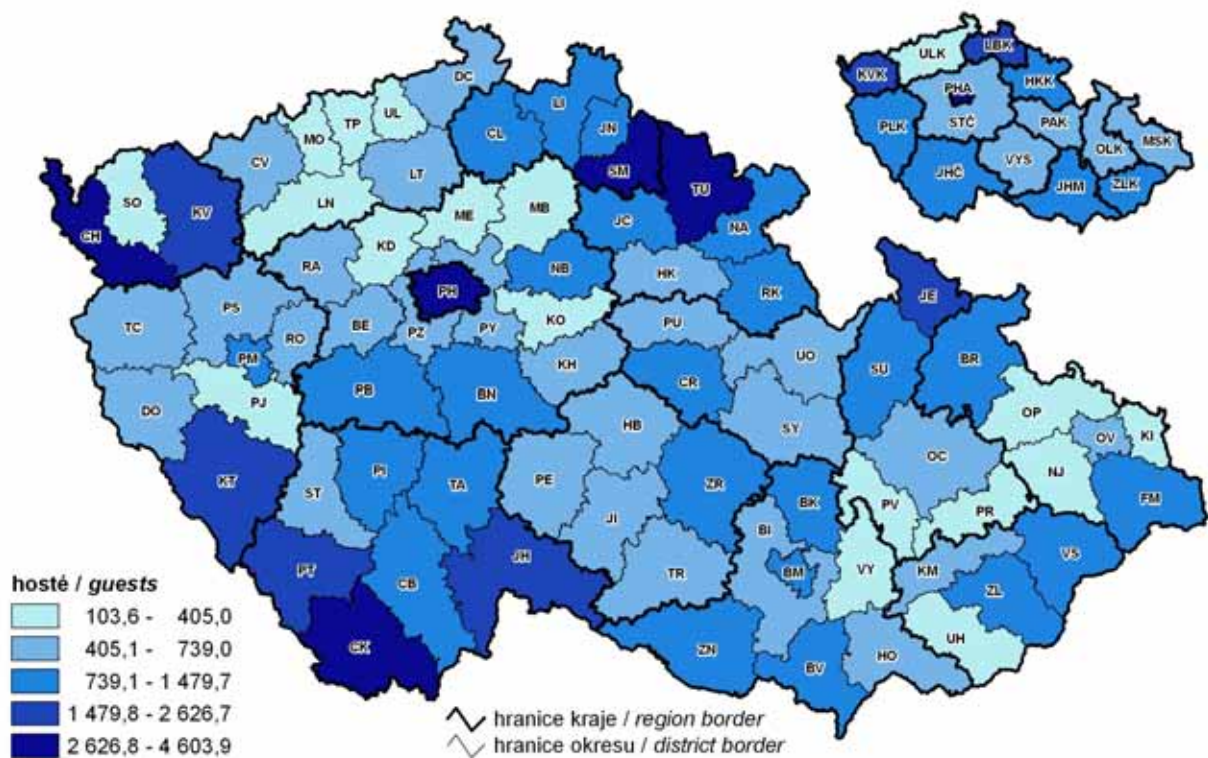 ULK LBK
KVK HKK
PHA
PLK STČ PAK MSK
OLK
VYS
JHČ JHM ZLK
DC
UL LI
TP JN
MO CL
CV LT SM
SO KV TU
CH LN ME MB
JC NA
KD
RA NB HK JE
PH RK
PS KO
TC BE PZ PY PU
RO UO
PM KH SU BR
PB BN CR
PJ OP
DO HB SY OV KI
OC
KT PI NJ
ST TA PE ZR
BK PV PR FM
JI BI
JH VS
PT CB TR BM VY KM
ZL
CK UH
ZN BV HO
hosté / guests
103,6 - 405,0
405,1 - 739,0
739,1 - 1 479,7
1 479,8 - 2 626,7
2 626,8 - 4 603,9
hranice kraje / region border
hranice okresu / district border